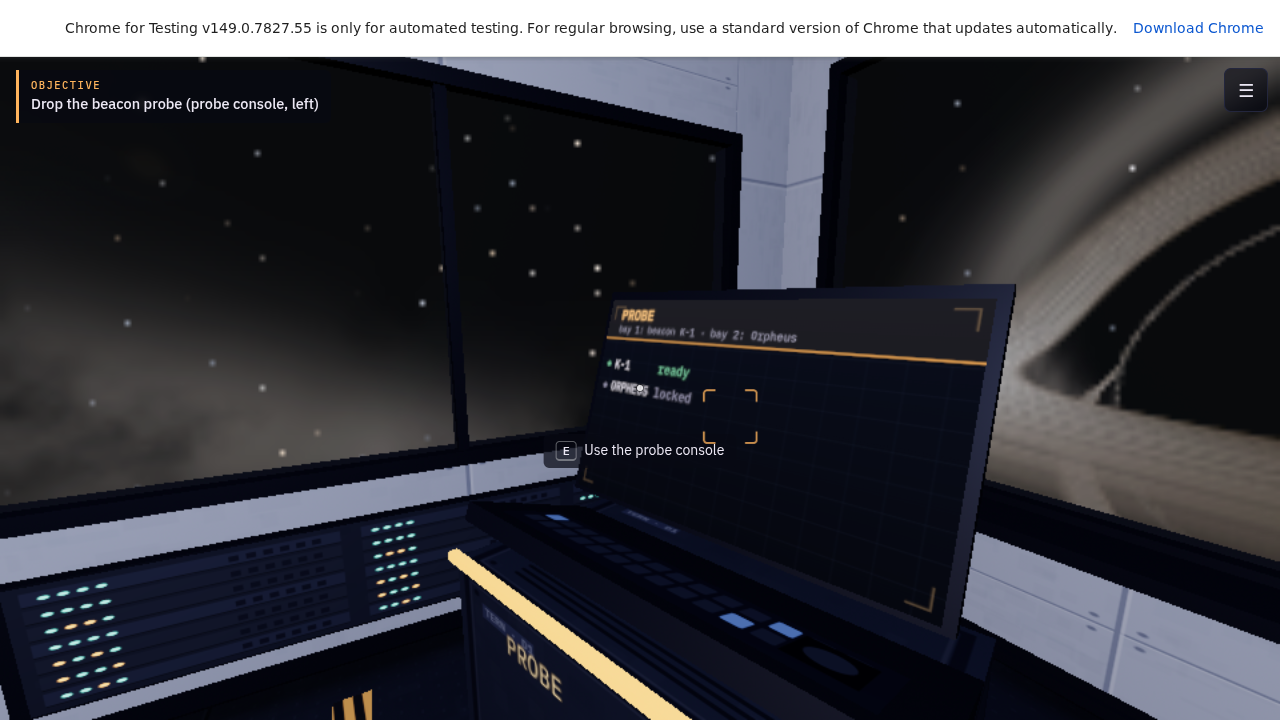 Chrome for Testing v149.0.7827.55 is only for automated testing. For regular browsing, use a standard version of Chrome that updates automatically. Download Chrome
OBJECTIVE
Drop the beacon probe (probe console, left)
PROBE
bay 1: beacon K-1 · bay 2: Orpheus
K-1 ready
ORPHEUS locked
E Use the probe console
PROBE